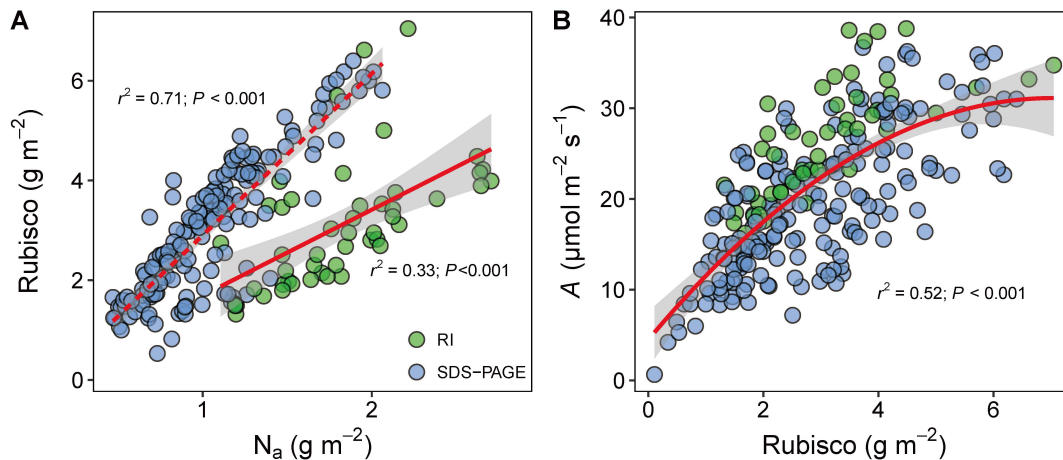 A
Rubisco (g m⁻²)
6
4
2
0
r² = 0.71; P < 0.001
r² = 0.33; P<0.001
RI
SDS−PAGE
1
2
Nₐ (g m⁻²)
B
A (μmol m⁻² s⁻¹)
40
30
20
10
0
r² = 0.52; P < 0.001
0
2
4
6
Rubisco (g m⁻²)